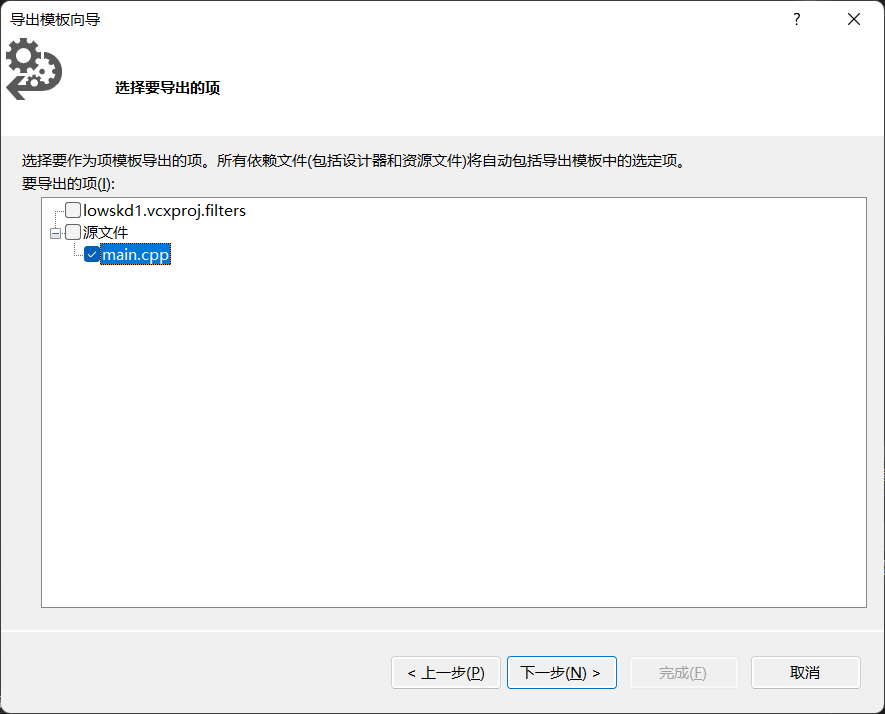 导出模板向导
?
选择要导出的项
选择要作为项模板导出的项。所有依赖文件(包括设计器和资源文件)将自动包括导出模板中的选定项。
要导出的项(I):
lowskd1.vcxproj.filters
源文件
main.cpp
< 上一步(P)
下一步(N) >
完成(F)
取消